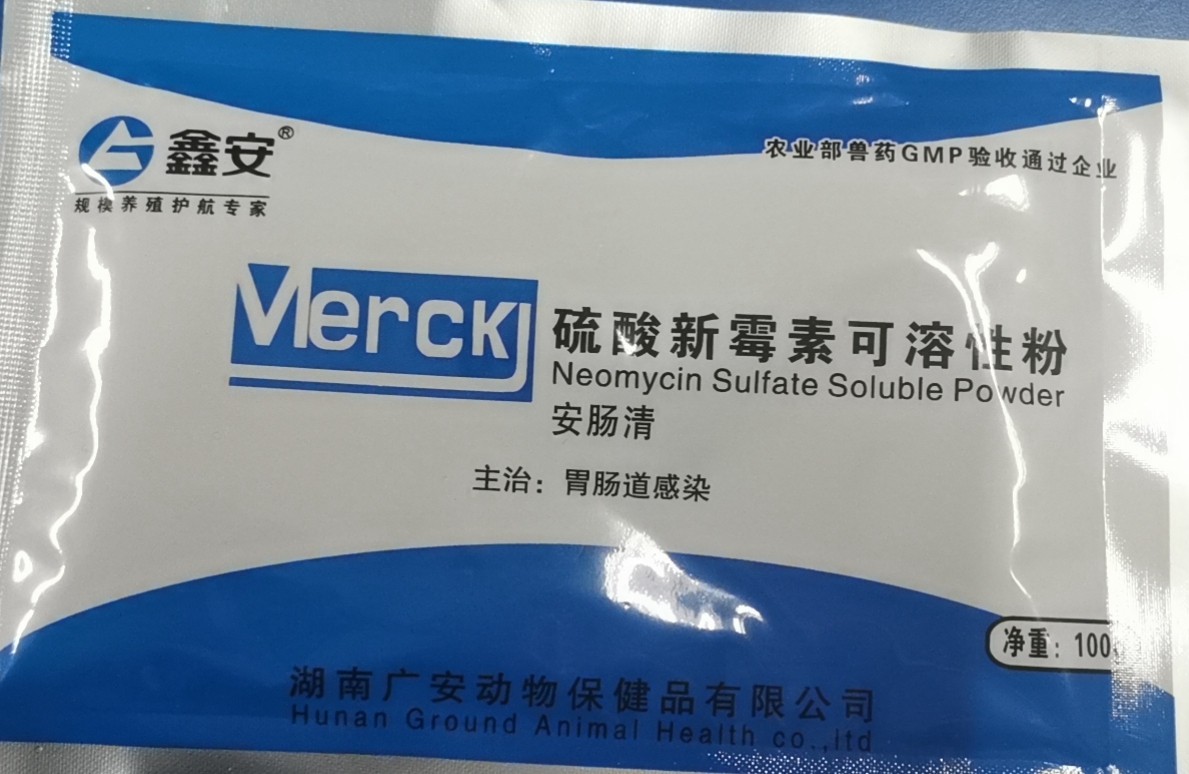 鑫安®
规模养殖护航专家
农业部兽药GMP验收通过企业
Merck
硫酸新霉素可溶性粉
Neomycin Sulfate Soluble Powder
安肠清
主治：胃肠道感染
净重：100
湖南广安动物保健品有限公司
Hunan Ground Animal Health co.,ltd